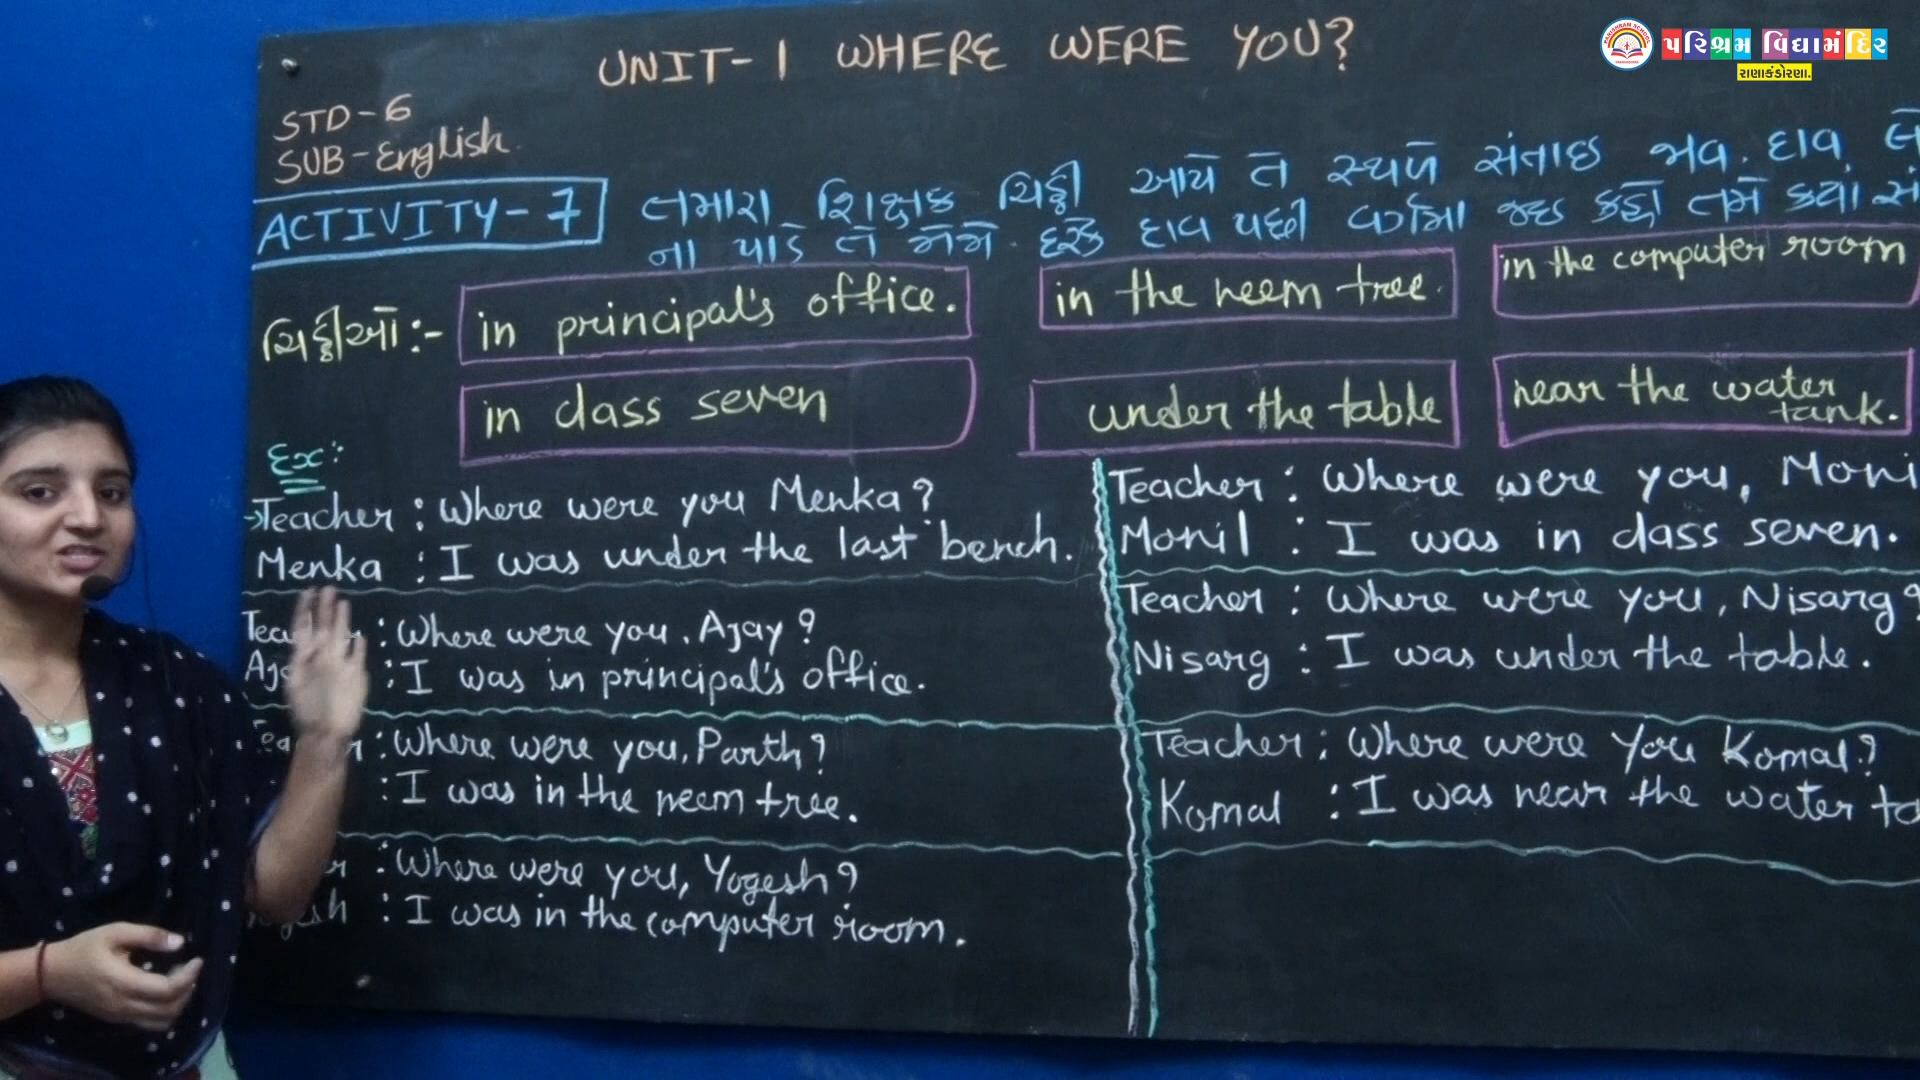 પરિશ્રમ વિદ્યામંદિર
રાણાકંડોરણા.
UNIT-1 WHERE WERE YOU?
STD-6
SUB-English
ACTIVITY-7
તમારા શિક્ષક ચિઠ્ઠી આપે તે સ્થળે સંતાઇ જાવ. દાવ લે
ના પાડે તે મૅમે. દરેક દાવ પછી વર્ગમાં જઇ કહો તમે ક્યાં સં
ચિઠ્ઠીઓ:-
in principal's office.
in the neem tree.
in the computer room
in class seven
under the table
near the water tank.
Ex:
→Teacher : Where were you Menka?
Menka : I was under the last bench.
: Where were you, Ajay?
: I was in principal's office.
: Where were you, Parth?
: I was in the neem tree.
: Where were you, Yogesh?
: I was in the computer room.
Teacher : Where were you, Moni
Monil : I was in class seven.
Teacher : Where were you, Nisarg?
Nisarg : I was under the table.
Teacher : Where were you Komal?
Komal : I was near the water ta